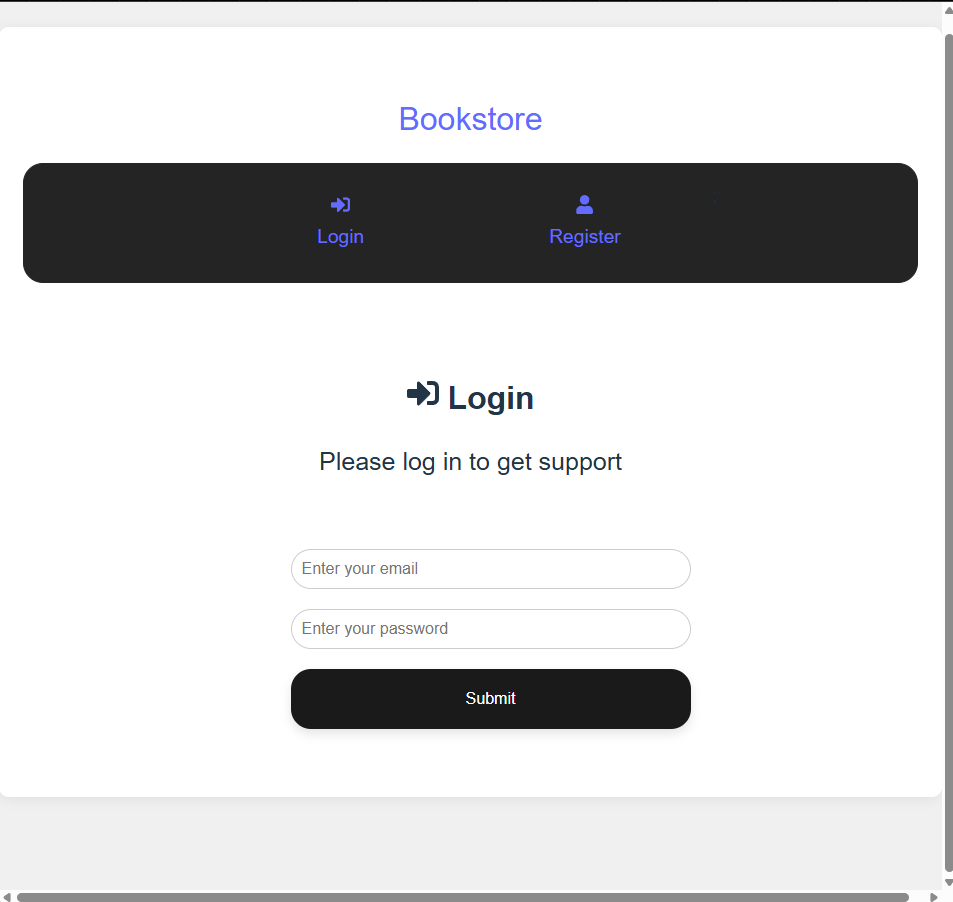 Bookstore
Login
Register
Login
Please log in to get support
Enter your email
Enter your password
Submit